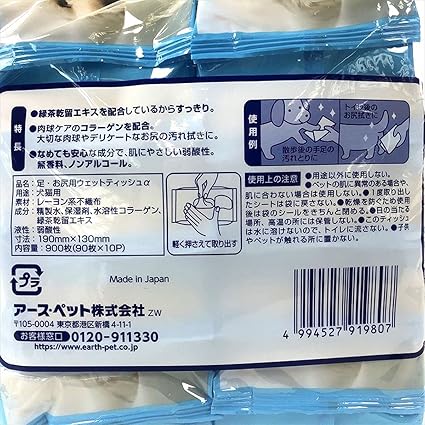 特長
●緑茶乾留エキスを配合しているからすっきり。
●肉球ケアのコラーゲンを配合。
大切な肉球やデリケートなお尻の汚れ拭きに。
●なめても安心な成分で、肌にやさしい弱酸性。
無香料、ノンアルコール。
品名：足・お尻用ウェットティッシュα
用途：犬猫用
素材：レーヨン系不織布
成分：精製水、保湿剤、水溶性コラーゲン、
緑茶乾留エキス
液性：弱酸性
寸法：190mm×130mm
内容量：900枚(90枚×10P)
軽く押さえて取り出す
使用例
散歩後の手足の
汚れとりに
トイレ後の
お尻拭きに
使用上の注意
●用途以外に使用しない。
●ペットの肌に異常のある場合や、
肌に合わない場合は使用しない。●1度取り出し
たシートは袋に戻さない。●乾燥を防ぐため使用
後は袋のシールをきちんと閉める。●日の当たる
場所、高温の所には保管しない。●このティッシュ
は水に溶けないので、トイレに流さない。●子供
やペットが触れる所に置かない。
Made in Japan
プラ
アース・ペット株式会社 ZW
〒105-0004 東京都港区新橋4-11-1
お客様窓口 0120-911330
https://www.earth-pet.co.jp
4 994527 919807